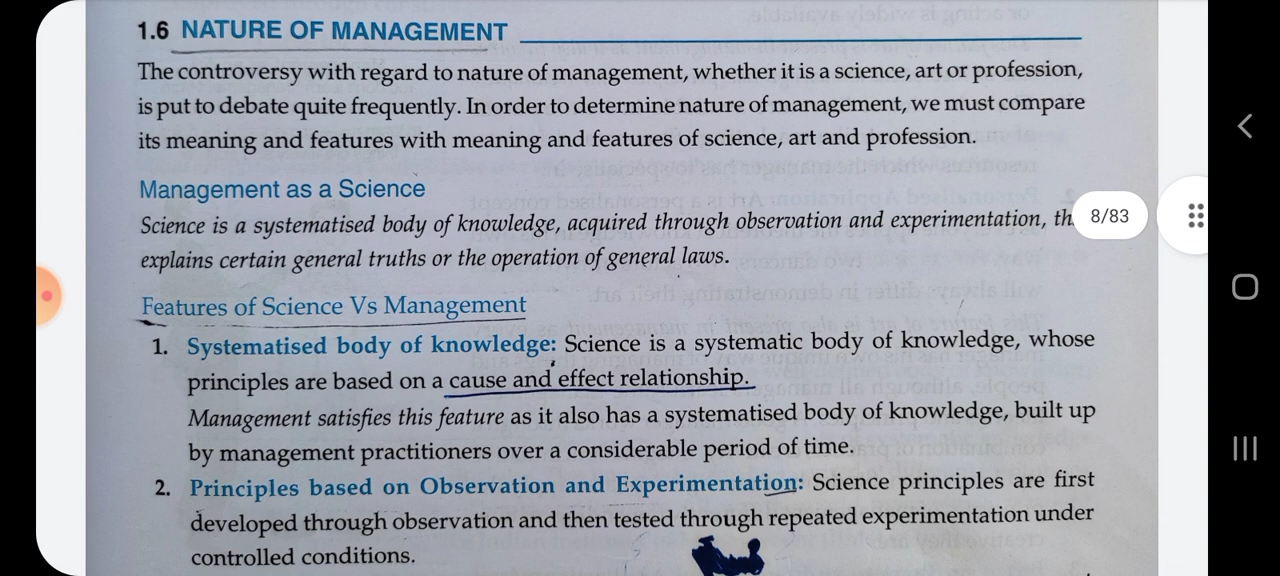 1.6 NATURE OF MANAGEMENT
The controversy with regard to nature of management, whether it is a science, art or profession,
is put to debate quite frequently. In order to determine nature of management, we must compare
its meaning and features with meaning and features of science, art and profession.
Management as a Science
Science is a systematised body of knowledge, acquired through observation and experimentation, th
8/83
explains certain general truths or the operation of general laws.
Features of Science Vs Management
1. Systematised body of knowledge: Science is a systematic body of knowledge, whose
principles are based on a cause and effect relationship.
Management satisfies this feature as it also has a systematised body of knowledge, built up
by management practitioners over a considerable period of time.
2. Principles based on Observation and Experimentation: Science principles are first
developed through observation and then tested through repeated experimentation under
controlled conditions.